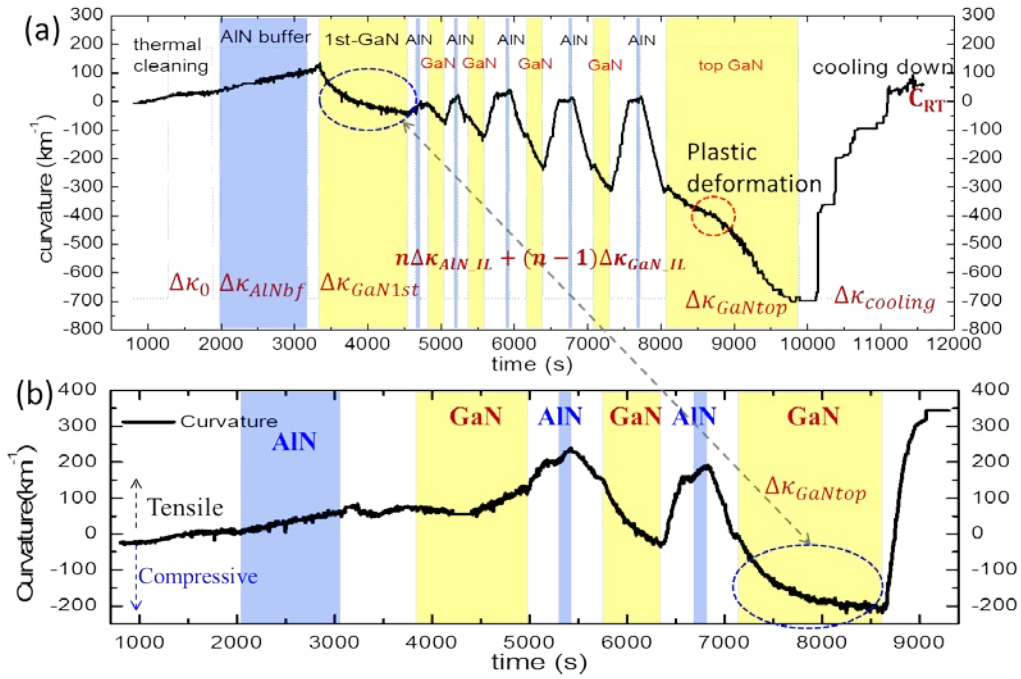 (a)
300
200
100
0
-100
-200
-300
-400
-500
-600
-700
-800
curvature (km⁻¹)
thermal
cleaning
AlN buffer
1st-GaN
AlN AlN AlN AlN AlN
GaN GaN GaN GaN
top GaN
cooling down
C_RT
Plastic
deformation
Δκ₀ Δκ_AlNbf Δκ_GaN1st
nΔκ_AlN_IL + (n − 1)Δκ_GaN_IL
Δκ_GaNtop
Δκ_cooling
300
200
100
0
-100
-200
-300
-400
-500
-600
-700
-800
1000 2000 3000 4000 5000 6000 7000 8000 9000 10000 11000 12000
time (s)
(b)
400
300
200
100
0
-100
-200
Curvature(km⁻¹)
Curvature
AlN
GaN
AlN
GaN
AlN
GaN
Tensile
Compressive
Δκ_GaNtop
400
300
200
100
0
-100
-200
1000 2000 3000 4000 5000 6000 7000 8000 9000
time (s)